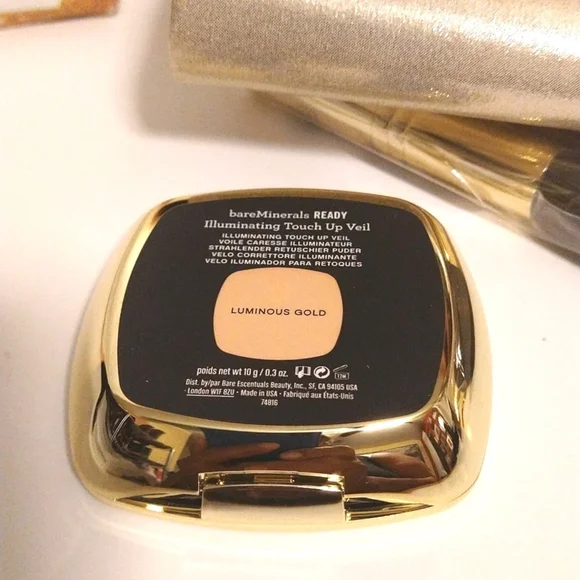 bareMinerals READY
Illuminating Touch Up Veil
ILLUMINATING TOUCH UP VEIL
VOILE CARESSE ILLUMINATEUR
STRAHLENDER RETUSCHIER PUDER
VELO CORRETTORE ILLUMINANTE
VELO ILUMINADOR PARA RETOQUES
LUMINOUS GOLD
poids net wt 10 g / 0.3 oz. 12M
Dist. by/par Bare Escentuals Beauty, Inc., SF, CA 94105 USA
· London W1F 8ZU · Made in USA · Fabriqué aux États-Unis
74916